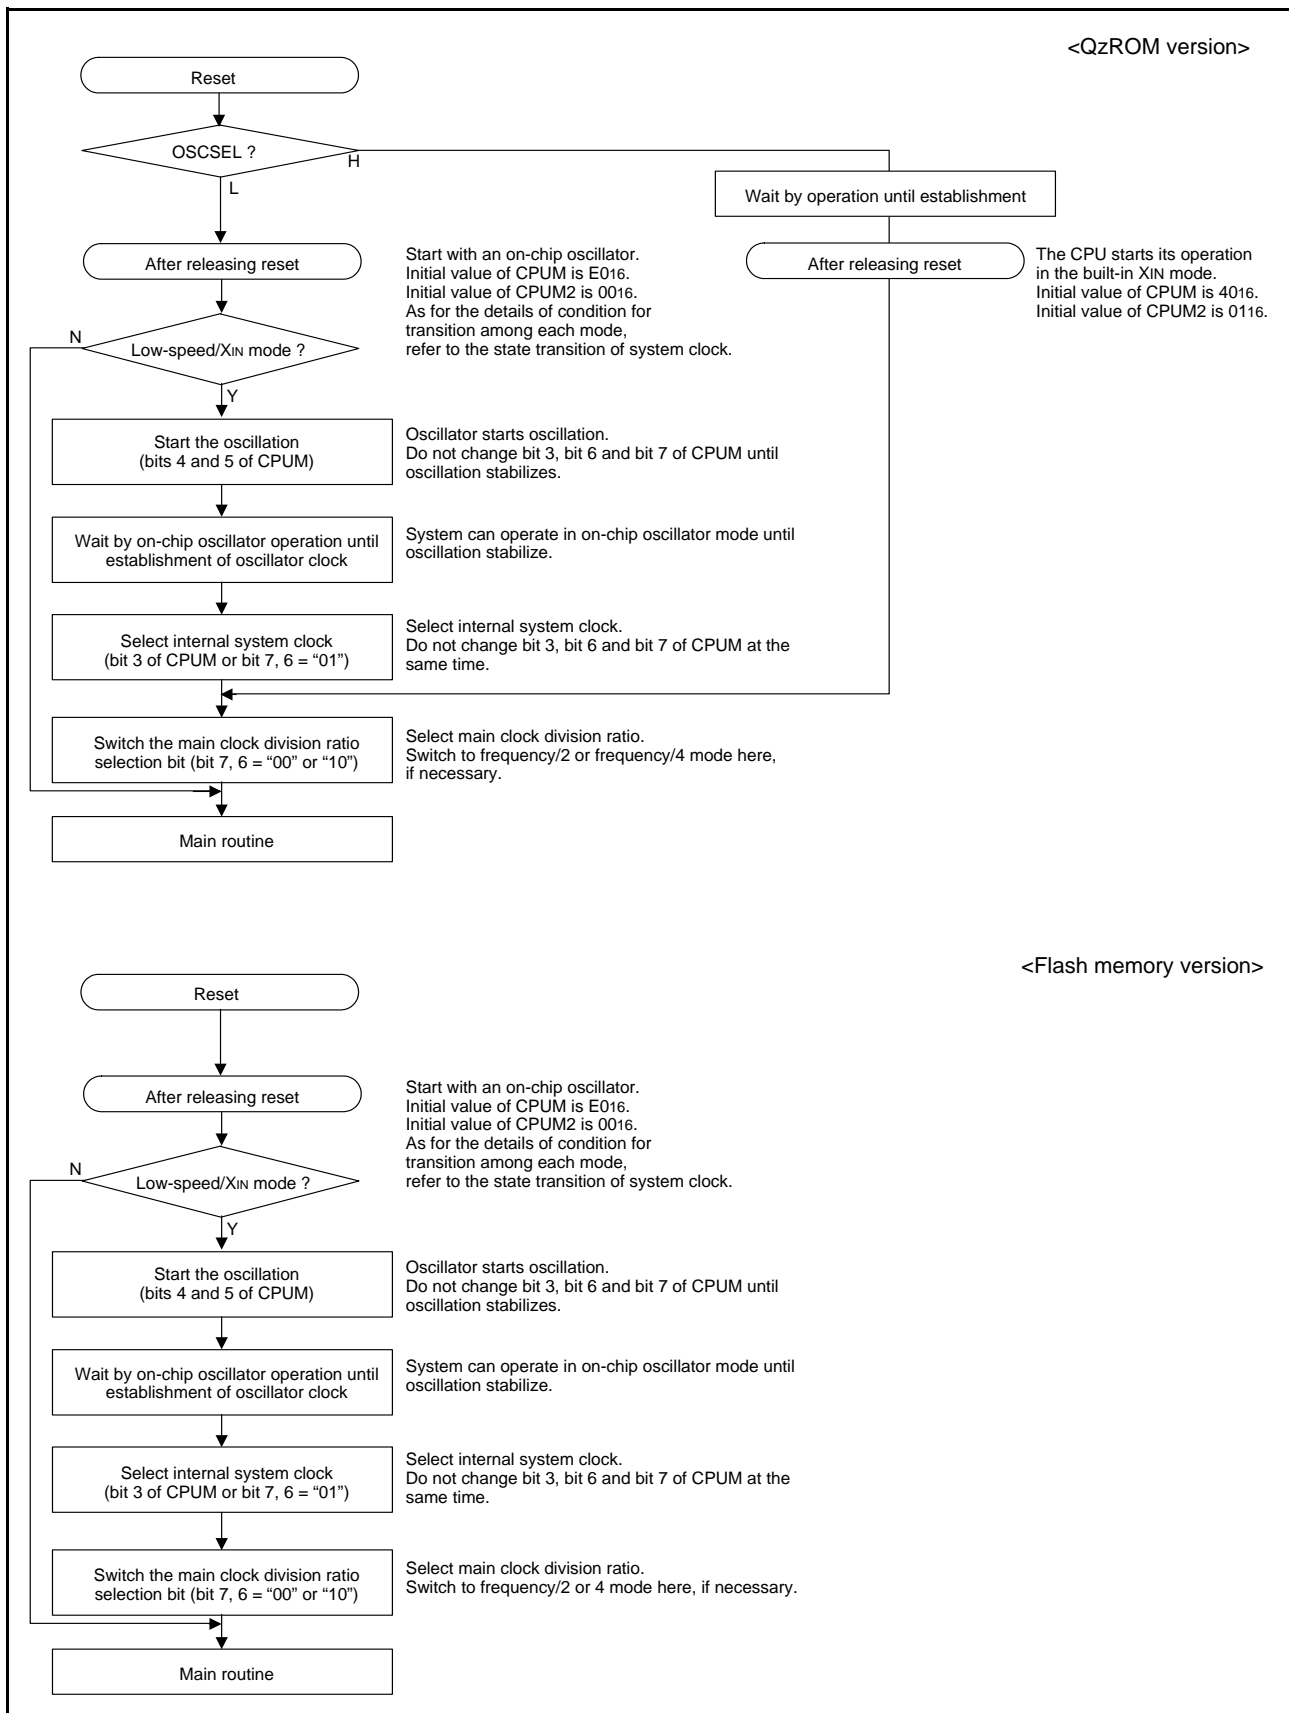 <QzROM version>
Reset
OSCSEL ?
H
L
Wait by operation until establishment
After releasing reset
Start with an on-chip oscillator.
Initial value of CPUM is E016.
Initial value of CPUM2 is 0016.
As for the details of condition for
transition among each mode,
refer to the state transition of system clock.
After releasing reset
The CPU starts its operation
in the built-in XIN mode.
Initial value of CPUM is 4016.
Initial value of CPUM2 is 0116.
N
Low-speed/XIN mode ?
Y
Start the oscillation
(bits 4 and 5 of CPUM)
Oscillator starts oscillation.
Do not change bit 3, bit 6 and bit 7 of CPUM until
oscillation stabilizes.
Wait by on-chip oscillator operation until
establishment of oscillator clock
System can operate in on-chip oscillator mode until
oscillation stabilize.
Select internal system clock
(bit 3 of CPUM or bit 7, 6 = “01”)
Select internal system clock.
Do not change bit 3, bit 6 and bit 7 of CPUM at the
same time.
Switch the main clock division ratio
selection bit (bit 7, 6 = “00” or “10”)
Select main clock division ratio.
Switch to frequency/2 or frequency/4 mode here,
if necessary.
Main routine
<Flash memory version>
Reset
After releasing reset
Start with an on-chip oscillator.
Initial value of CPUM is E016.
Initial value of CPUM2 is 0016.
As for the details of condition for
transition among each mode,
refer to the state transition of system clock.
N
Low-speed/XIN mode ?
Y
Start the oscillation
(bits 4 and 5 of CPUM)
Oscillator starts oscillation.
Do not change bit 3, bit 6 and bit 7 of CPUM until
oscillation stabilizes.
Wait by on-chip oscillator operation until
establishment of oscillator clock
System can operate in on-chip oscillator mode until
oscillation stabilize.
Select internal system clock
(bit 3 of CPUM or bit 7, 6 = “01”)
Select internal system clock.
Do not change bit 3, bit 6 and bit 7 of CPUM at the
same time.
Switch the main clock division ratio
selection bit (bit 7, 6 = “00” or “10”)
Select main clock division ratio.
Switch to frequency/2 or 4 mode here, if necessary.
Main routine